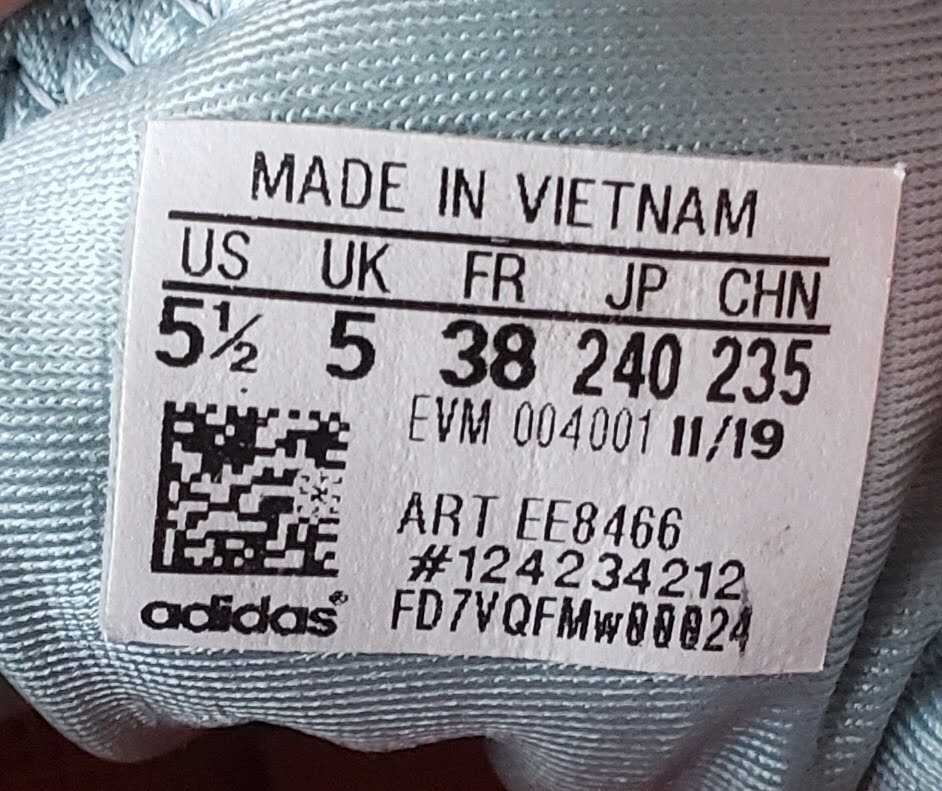 MADE IN VIETNAM
US UK FR JP CHN
5½ 5 38 240 235
EVM 004001 11/19
ART EE8466
#124234212
adidas® FD7VQFMw00024